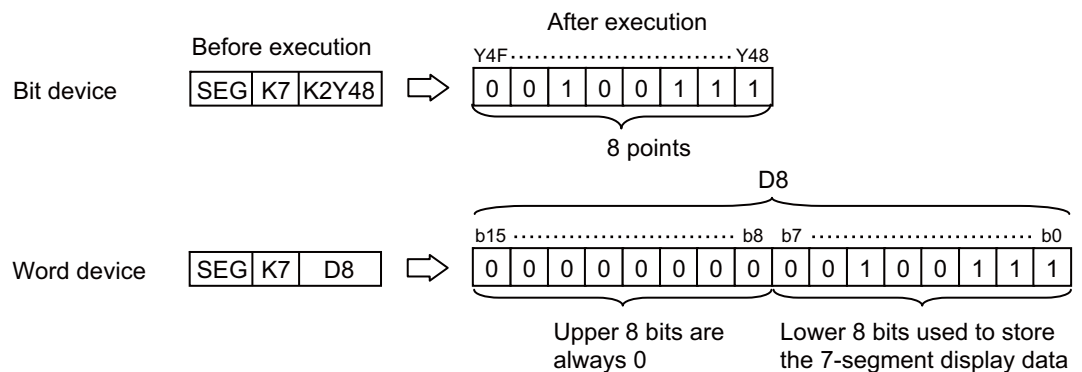 After execution
Before execution
Y4F Y48
Bit device SEG K7 K2Y48 0 0 1 0 0 1 1 1
8 points
D8
b15 b8 b7 b0
Word device SEG K7 D8 0 0 0 0 0 0 0 0 0 0 1 0 0 1 1 1
Upper 8 bits are Lower 8 bits used to store
always 0 the 7-segment display data